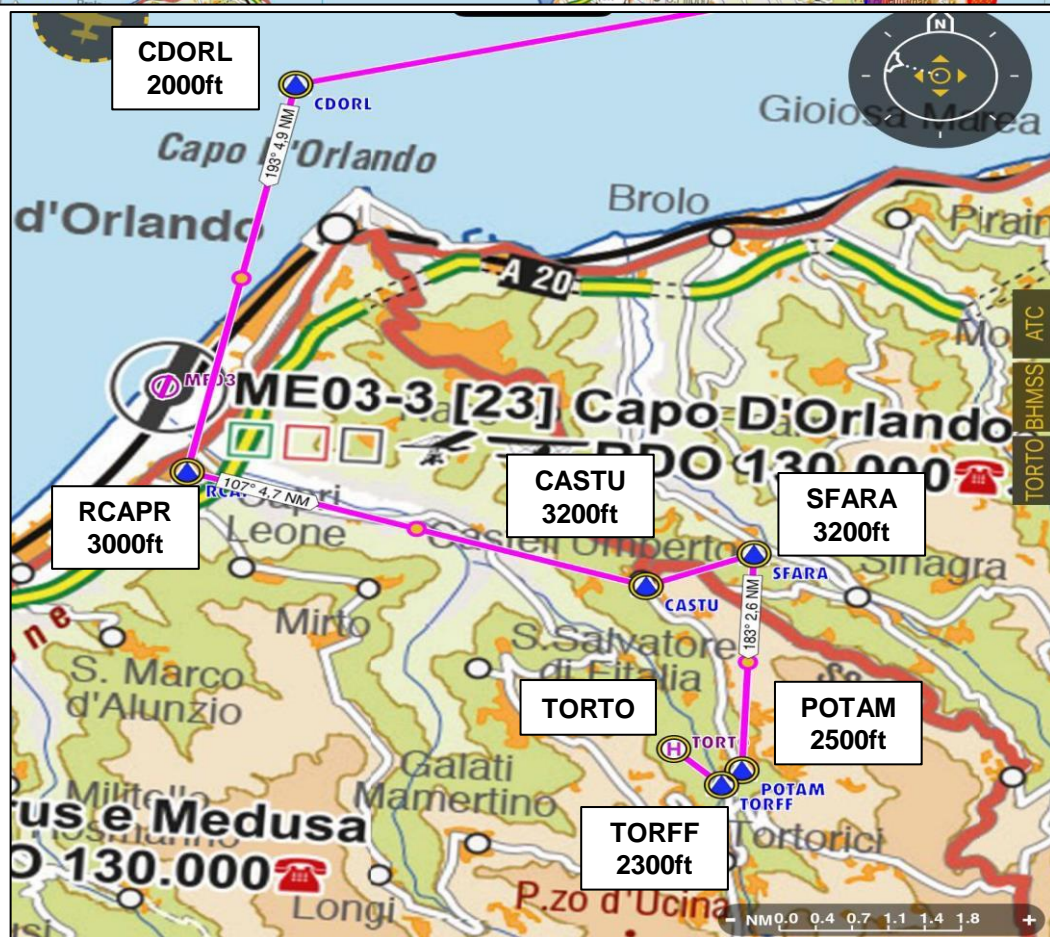 CDORL
2000ft
N
CDORL
Gioiosa Marea
193° 4,9 NM
Capo D'Orlando
Brolo
d'Orlando
Pirain
A 20
ATC
ME03-3 [23] Capo D'Orlando
130.000
BHMSS
TORTO
RCAPR
3000ft
107° 4,7 NM
CASTU
3200ft
SFARA
3200ft
Leone
Castell'Umberto
SFARA
Sinagra
CASTU
Mirto
183° 2.6 NM
S.Salvatore
di Fitalia
S. Marco
d'Alunzio
TORTO
POTAM
2500ft
TORT
Galati
Mamertino
POTAM
TORFF
rus e Medusa
TORFF
2300ft
Tortorici
O 130.000
Longi
P.zo d'Ucina
- NM 0.0 0.4 0.7 1.1 1.4 1.8 +